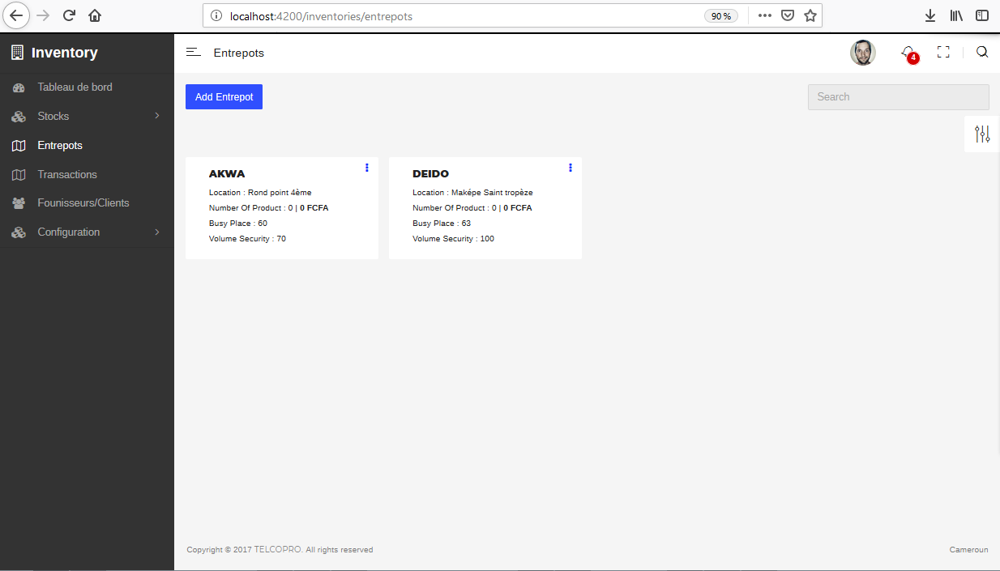 localhost:4200/inventories/entrepots
90 %
Inventory
Entrepots
4
Tableau de bord
Stocks
Entrepots
Transactions
Founisseurs/Clients
Configuration
Add Entrepot
Search
AKWA
Location : Rond point 4ème
Number Of Product : 0 | 0 FCFA
Busy Place : 60
Volume Security : 70
DEIDO
Location : Maképe Saint tropèze
Number Of Product : 0 | 0 FCFA
Busy Place : 63
Volume Security : 100
Copyright © 2017 TELCOPRO. All rights reserved
Cameroun